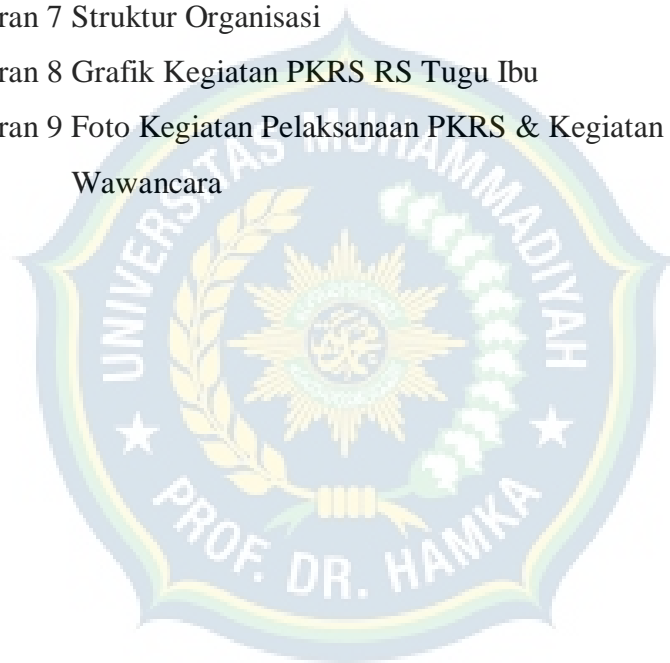 ran 7 Struktur Organisasi
ran 8 Grafik Kegiatan PKRS RS Tugu Ibu
ran 9 Foto Kegiatan Pelaksanaan PKRS & Kegiatan
Wawancara
UNIVERSITAS MUHAMMADIYAH
PROF. DR. HAMKA